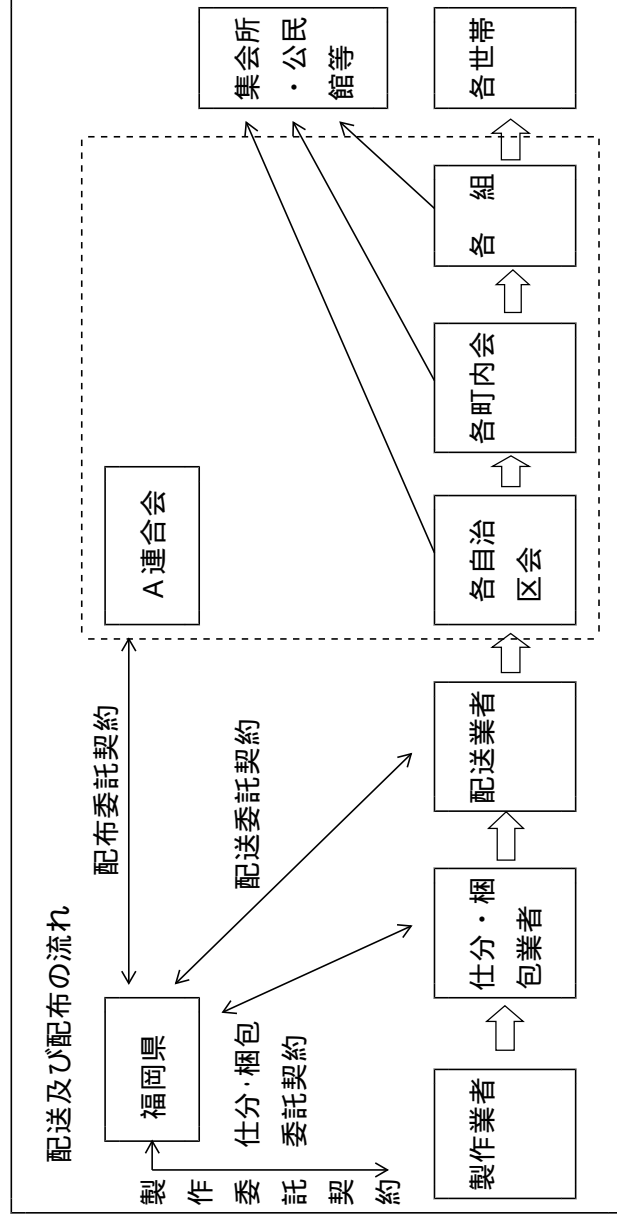 配送及び配布の流れ
福岡県
配布委託契約
A連合会
集会所
・公民
館等
配送委託契約
仕分・梱包
委託契約
製作委託契約
製作業者
仕分・梱
包業者
配送業者
各自治
区会
各町内会
各　組
各世帯